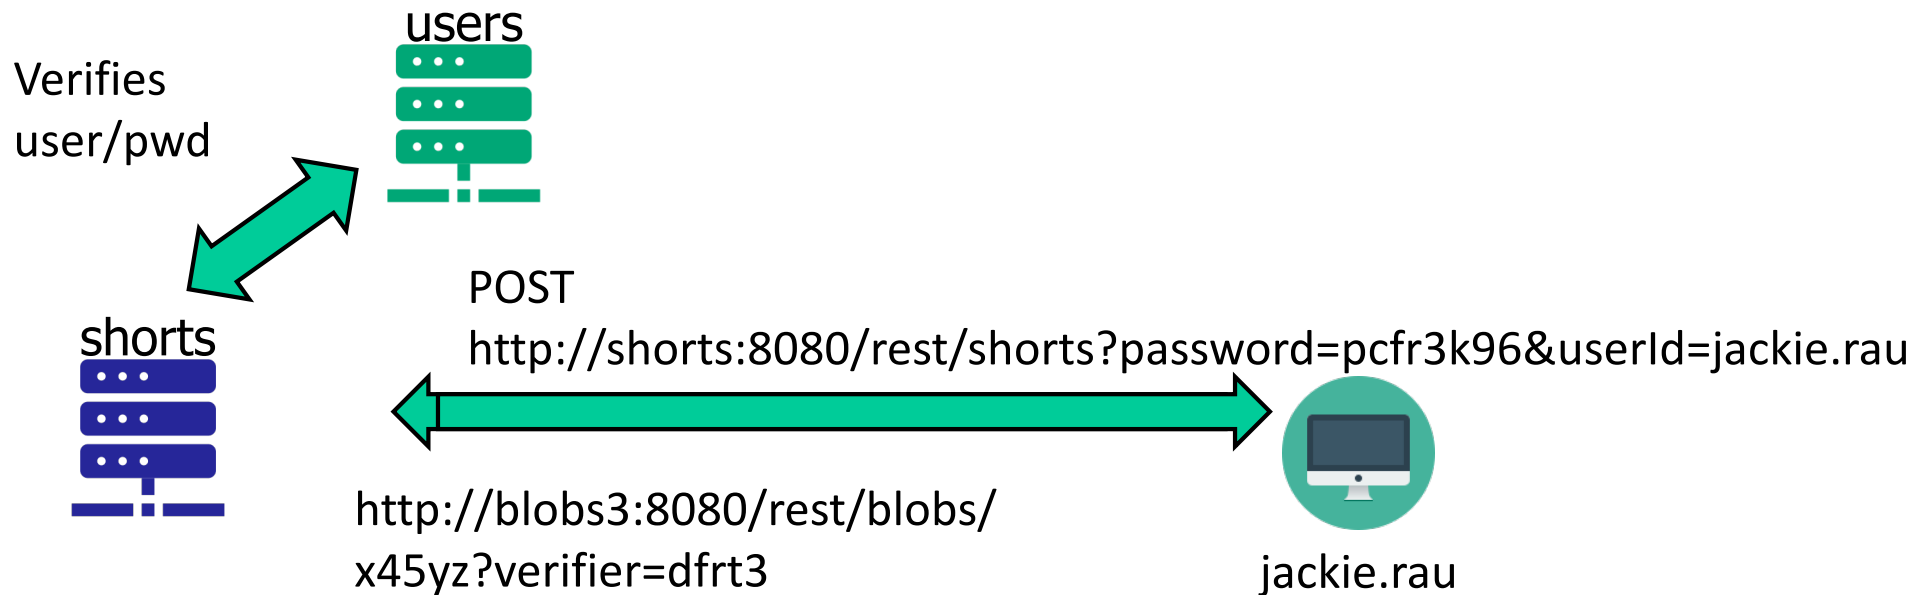 users
Verifies
user/pwd
POST
http://shorts:8080/rest/shorts?password=pcfr3k96&userId=jackie.rau
shorts
http://blobs3:8080/rest/blobs/
x45yz?verifier=dfrt3
jackie.rau